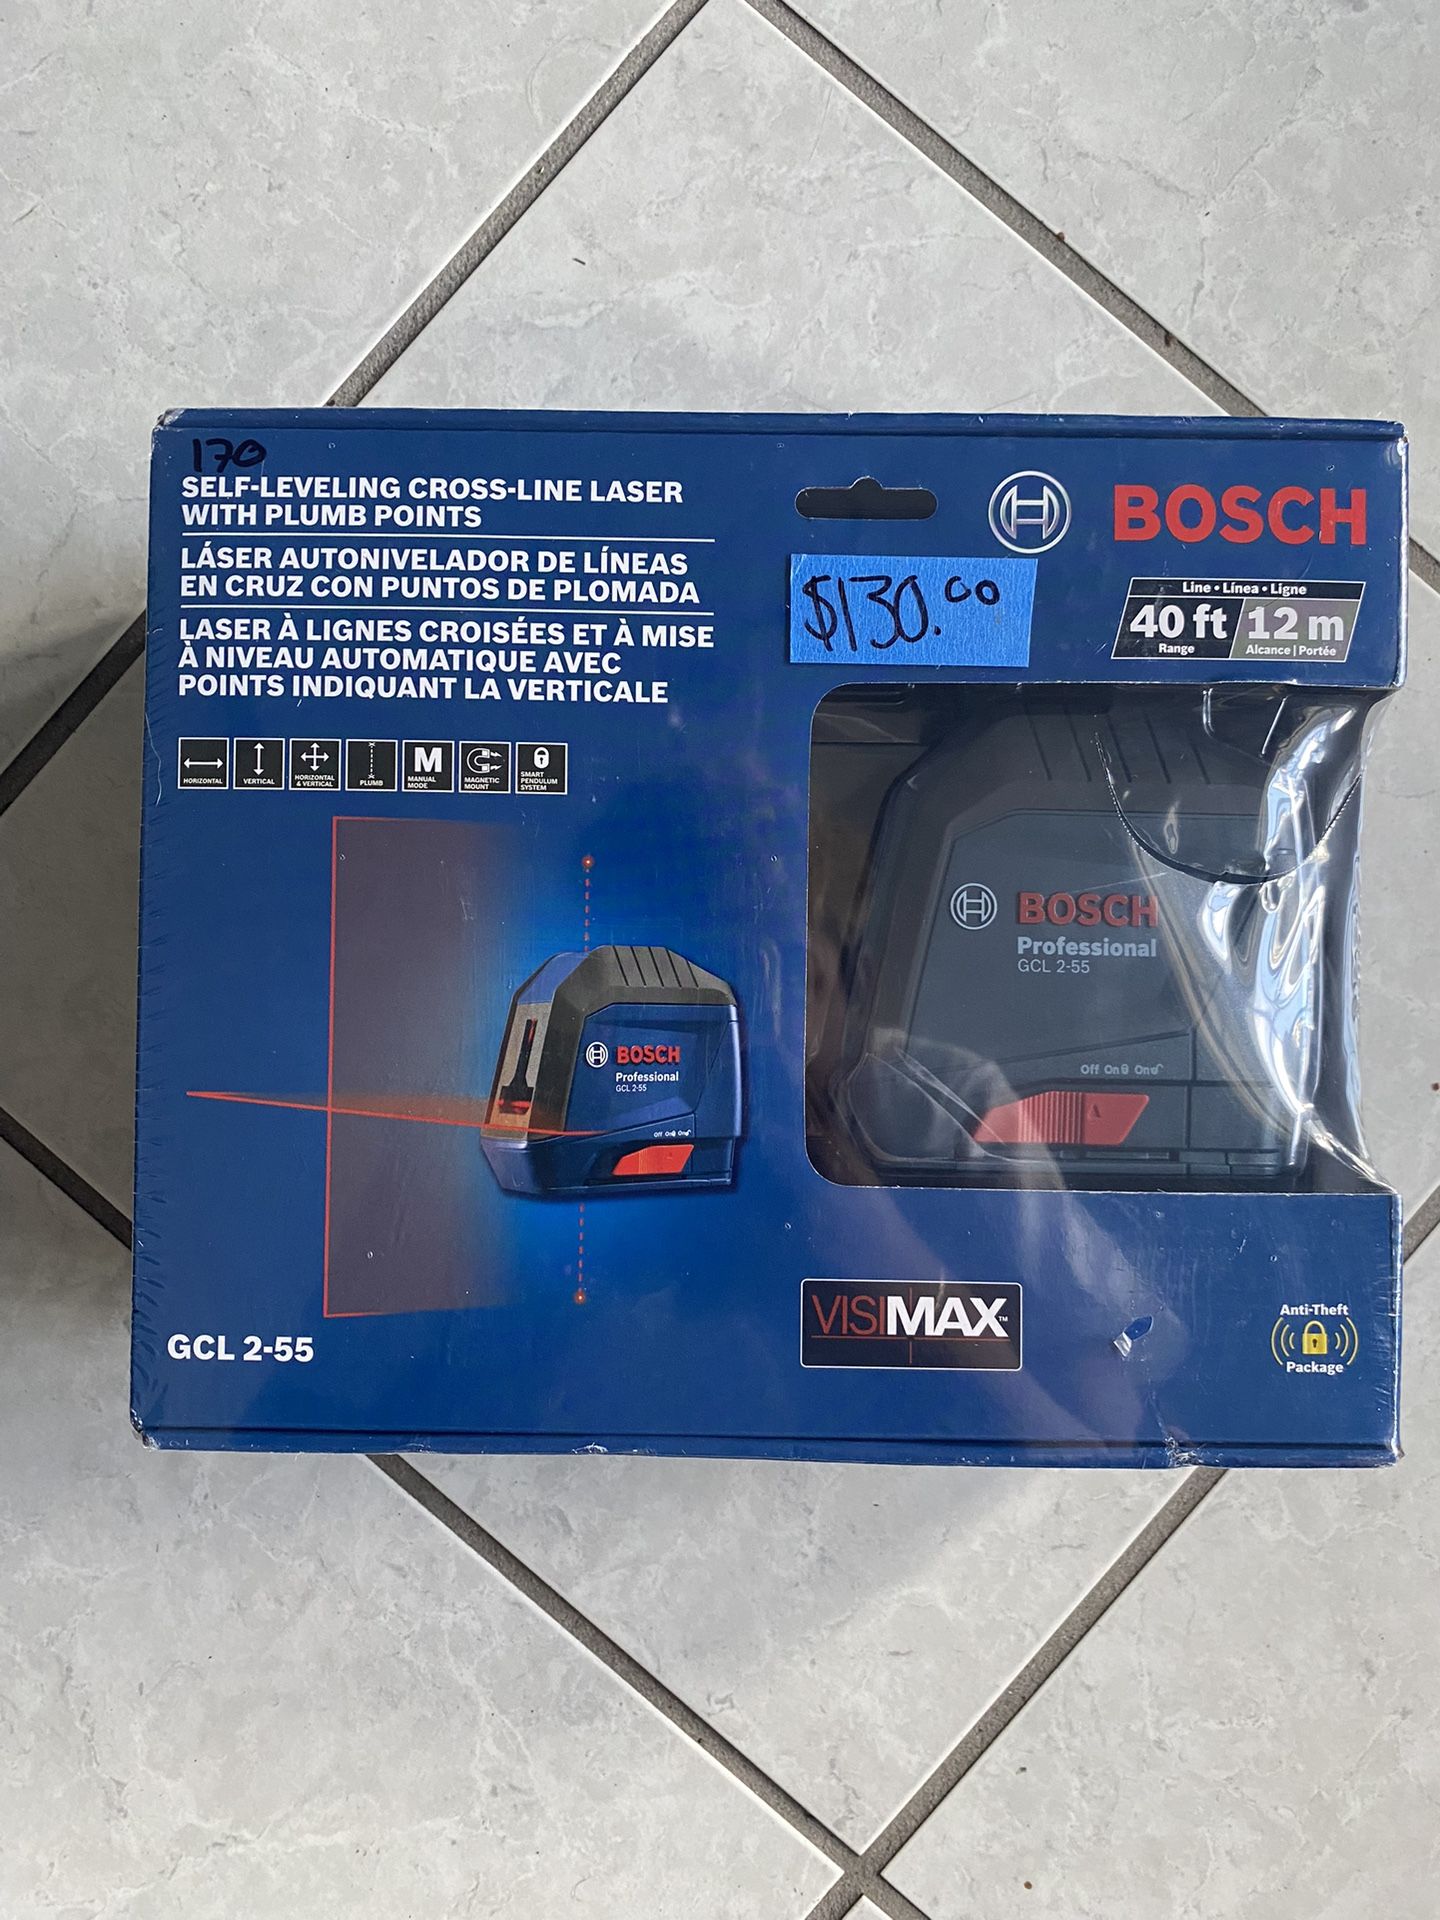 170
SELF-LEVELING CROSS-LINE LASER
WITH PLUMB POINTS
LÁSER AUTONIVELADOR DE LÍNEAS
EN CRUZ CON PUNTOS DE PLOMADA
LASER À LIGNES CROISÉES ET À MISE
À NIVEAU AUTOMATIQUE AVEC
POINTS INDIQUANT LA VERTICALE
BOSCH
$130.00
Line • Línea • Ligne
40 ft 12 m
Range Alcance | Portée
HORIZONTAL
VERTICAL
HORIZONTAL
& VERTICAL
PLUMB
M
MANUAL
MODE
MAGNETIC
MOUNT
SMART
PENDULUM
SYSTEM
BOSCH
Professional
GCL 2-55
Off On On
BOSCH
Professional
GCL 2-55
Off On On
GCL 2-55
VISIMAX™
Anti-Theft
Package